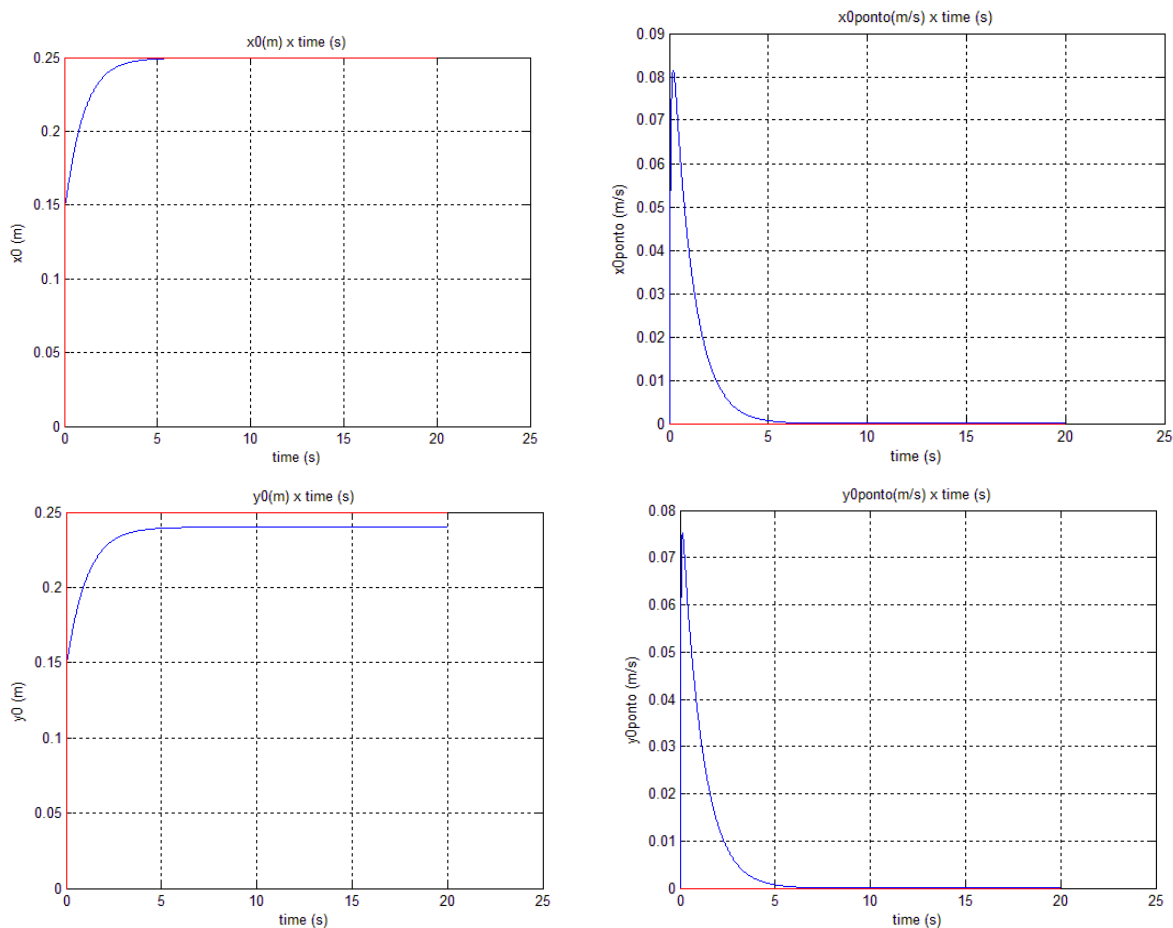 x0(m) x time (s)
0.25
0.2
0.15
0.1
0.05
0
x0 (m)
0 5 10 15 20 25
time (s)
x0ponto(m/s) x time (s)
0.09
0.08
0.07
0.06
0.05
0.04
0.03
0.02
0.01
0
x0ponto (m/s)
0 5 10 15 20 25
time (s)
y0(m) x time (s)
0.25
0.2
0.15
0.1
0.05
0
y0 (m)
0 5 10 15 20 25
time (s)
y0ponto(m/s) x time (s)
0.08
0.07
0.06
0.05
0.04
0.03
0.02
0.01
0
y0ponto (m/s)
0 5 10 15 20 25
time (s)